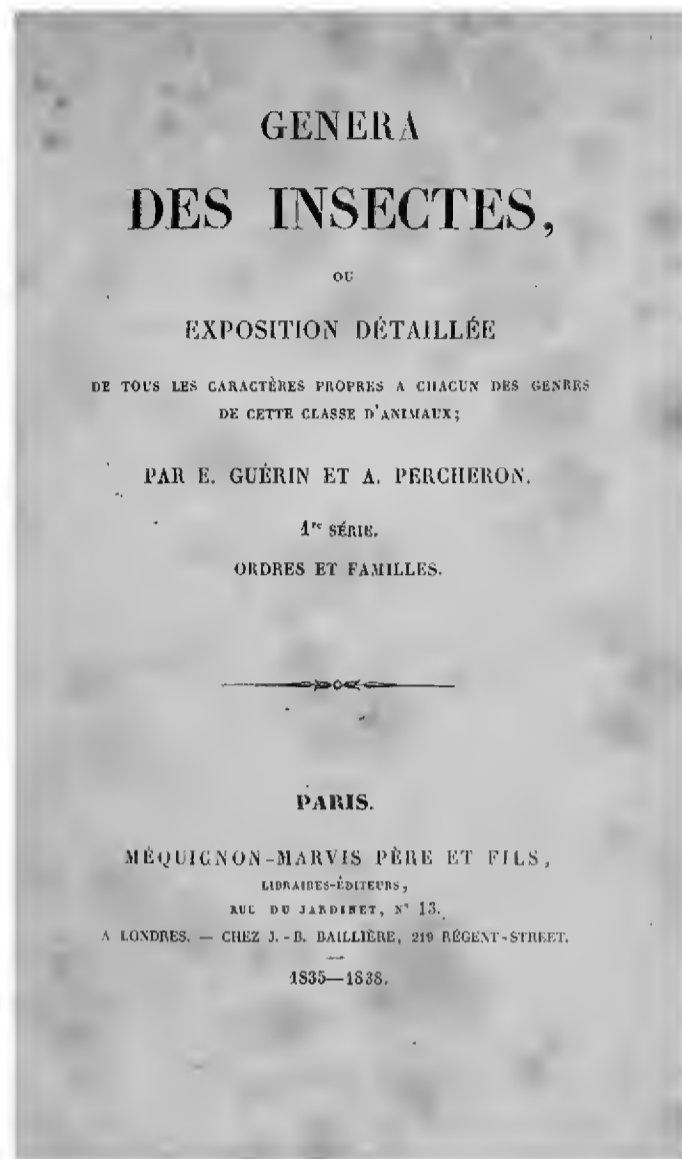 GENERA
DES INSECTES,
OU
EXPOSITION DÉTAILLÉE
DE TOUS LES CARACTÈRES PROPRES A CHACUN DES GENRES
DE CETTE CLASSE D'ANIMAUX;
PAR E. GUÉRIN ET A. PERCHERON.
1re SÉRIE.
ORDRES ET FAMILLES.
PARIS.
MÉQUIGNON-MARVIS PÈRE ET FILS,
LIBRAIRES-ÉDITEURS,
RUE DU JARDINET, N° 13.
A LONDRES. — CHEZ J.-B. BAILLIÈRE, 219 RÉGENT-STREET.
1835—1838.